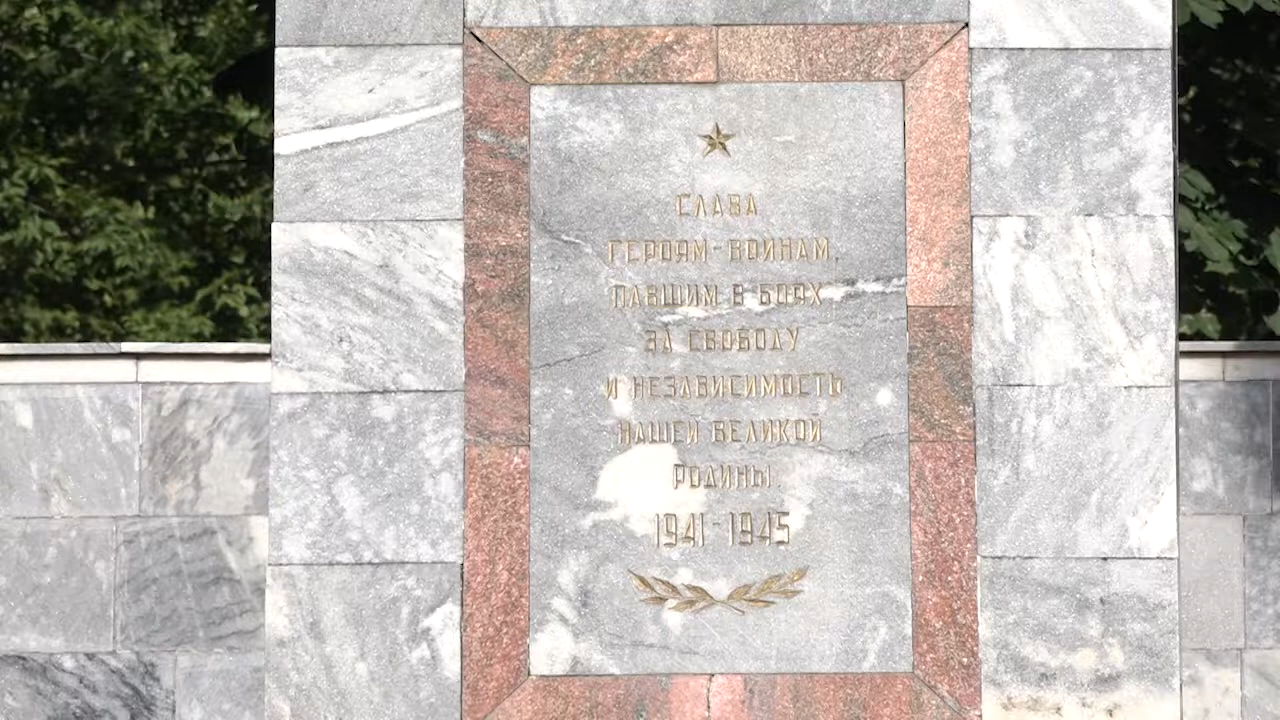 СЛАВА
ГЕРОЯМ-ВОИНАМ,
ПАВШИМ В БОЯХ
ЗА СВОБОДУ
И НЕЗАВИСИМОСТЬ
НАШЕЙ ВЕЛИКОЙ
РОДИНЫ.
1941-1945